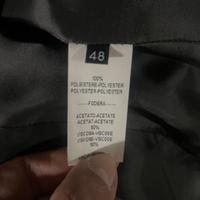 48
100%
POLIESTERE-POLYESTER
POLYESTER-POLYESTER
FODERA
ACETATO-ACETATE
ACETAT-ACETATE
50%
VISCOSA-VISCOSE
VISKOSE-VISCOSE
50%